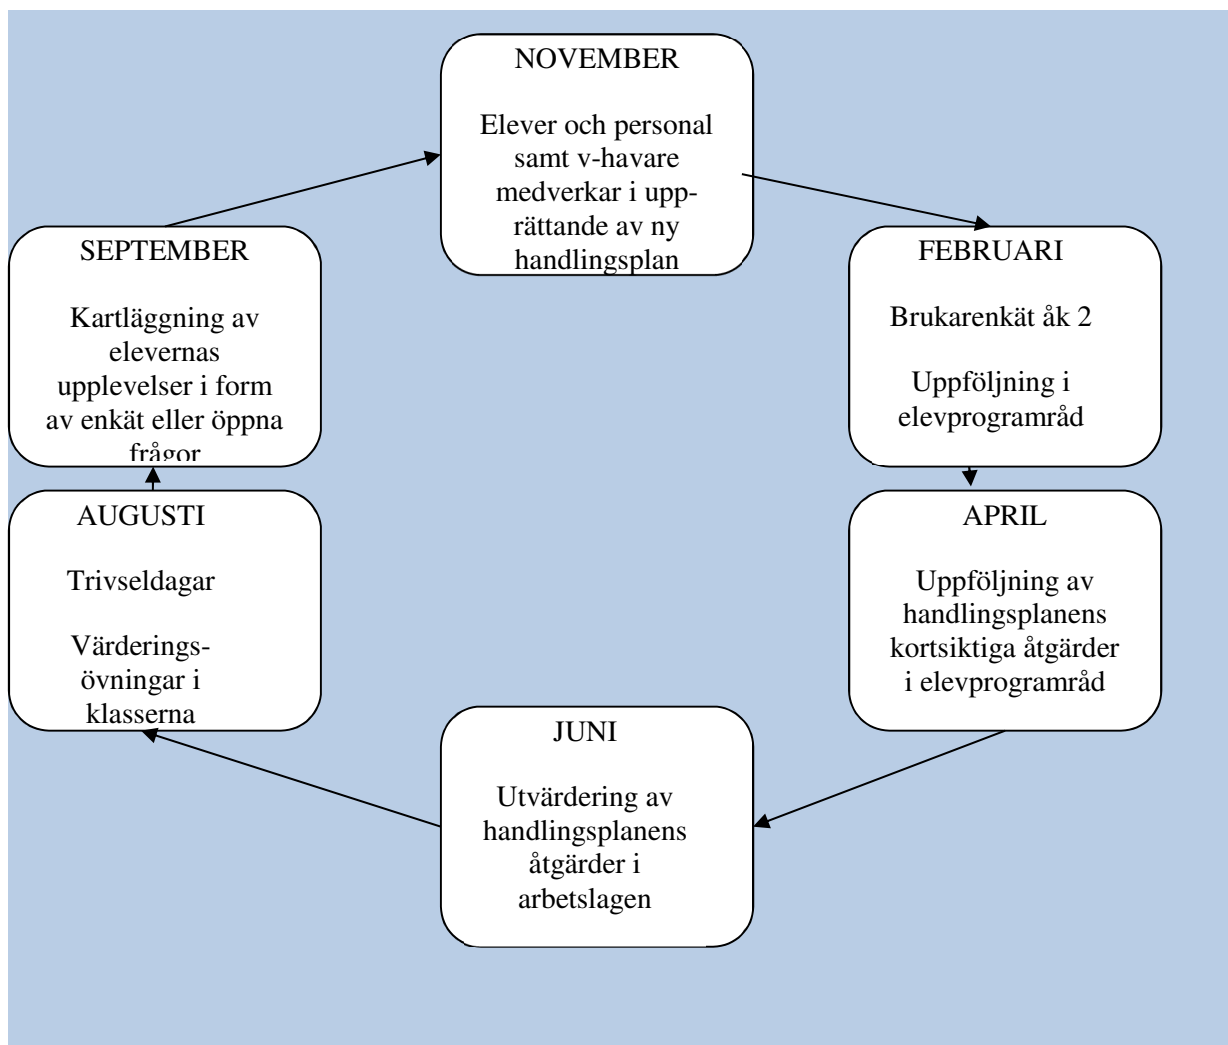 NOVEMBER
Elever och personal
samt v-havare
medverkar i upp-
rättande av ny
handlingsplan
FEBRUARI
Brukarenkät åk 2
Uppföljning i
elevprogramråd
APRIL
Uppföljning av
handlingsplanens
kortsiktiga åtgärder
i elevprogramråd
JUNI
Utvärdering av
handlingsplanens
åtgärder i
arbetslagen
AUGUSTI
Trivseldagar
Värderings-
övningar i
klasserna
SEPTEMBER
Kartläggning av
elevernas
upplevelser i form
av enkät eller öppna
frågor